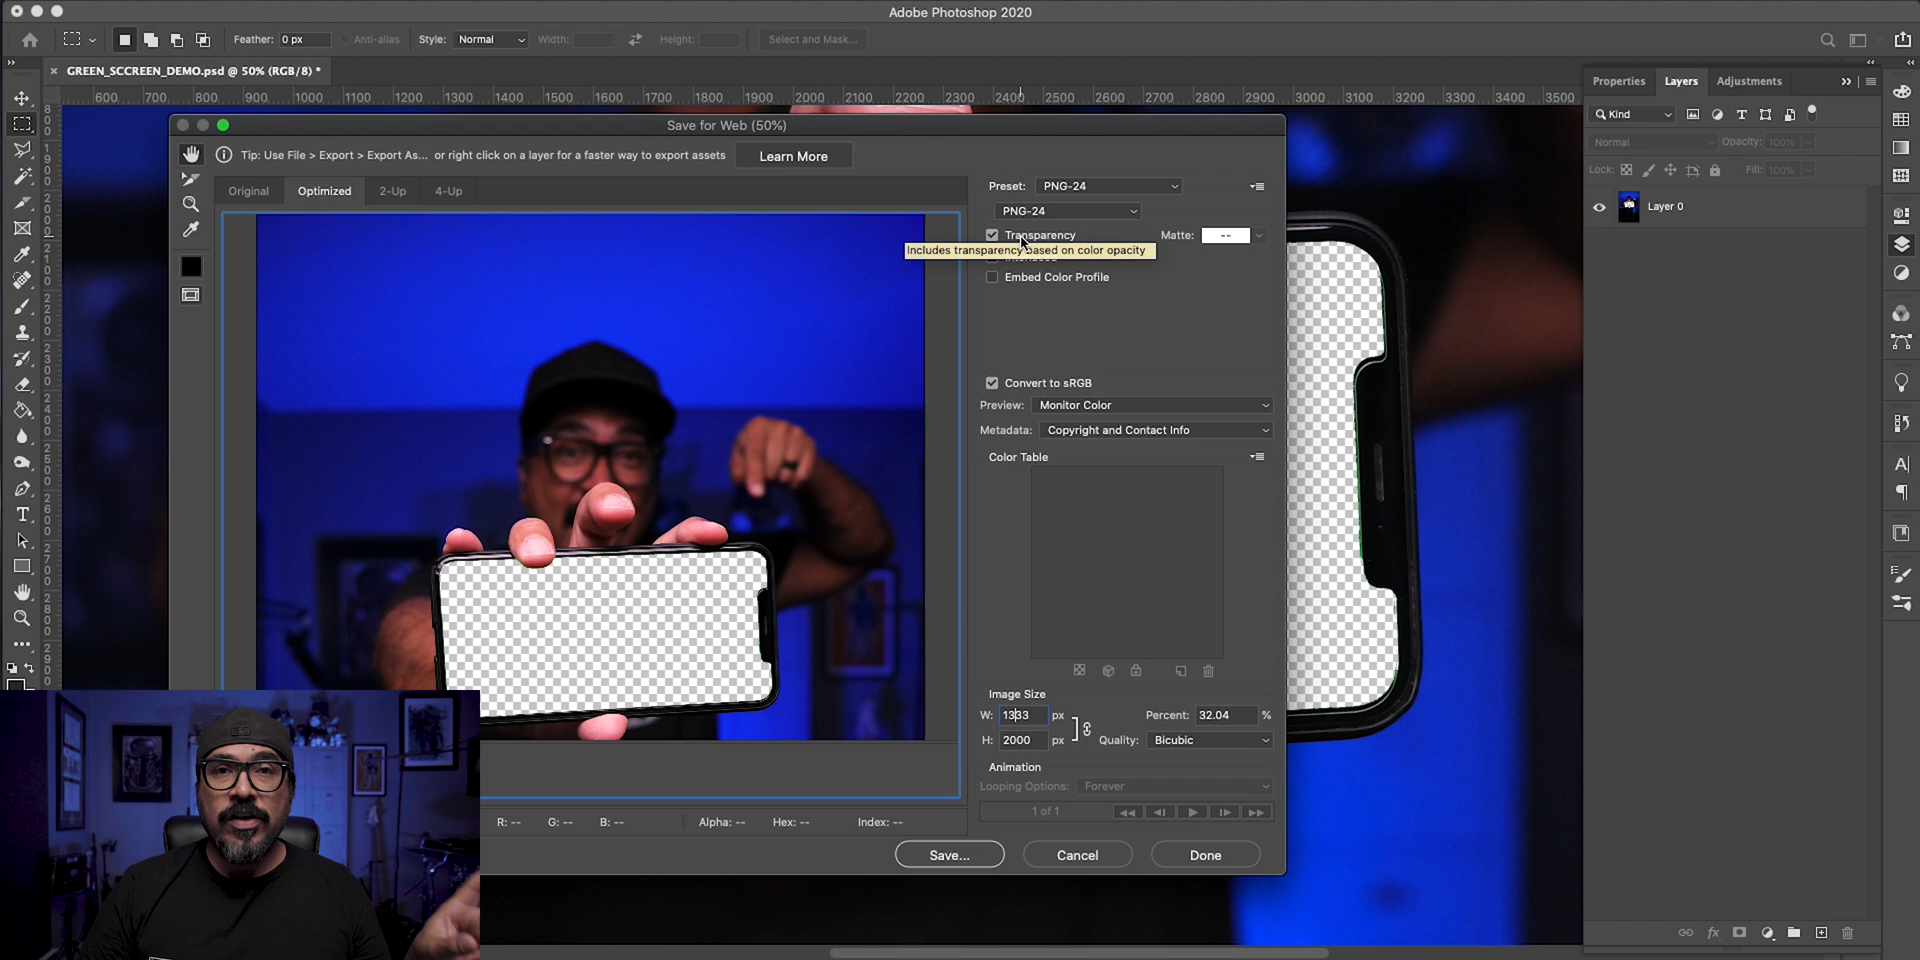 Adobe Photoshop 2020
Feather: 0 px Anti-alias Style: Normal Width: Height: Select and Mask...
GREEN_SCCREEN_DEMO.psd @ 50% (RGB/8) *
600 700 800 900 1000 1100 1200 1300 1400 1500 1600 1700 1800 1900 2000 2100 2200 2300 2400 2500 2600 2700 2800 2900 3000 3100 3200 3300 3400 3500
Properties Layers Adjustments
Kind
Normal Opacity: 100%
Lock: Fill: 100%
Layer 0
Save for Web (50%)
Tip: Use File > Export > Export As... or right click on a layer for a faster way to export assets Learn More
Original Optimized 2-Up 4-Up
Preset: PNG-24
PNG-24
Transparency Matte: --
Includes transparency based on color opacity
Embed Color Profile
Convert to sRGB
Preview: Monitor Color
Metadata: Copyright and Contact Info
Color Table
Image Size
W: 1333 px Percent: 32.04 %
H: 2000 px Quality: Bicubic
Animation
Looping Options: Forever
1 of 1
R: -- G: -- B: -- Alpha: -- Hex: -- Index: --
Save... Cancel Done